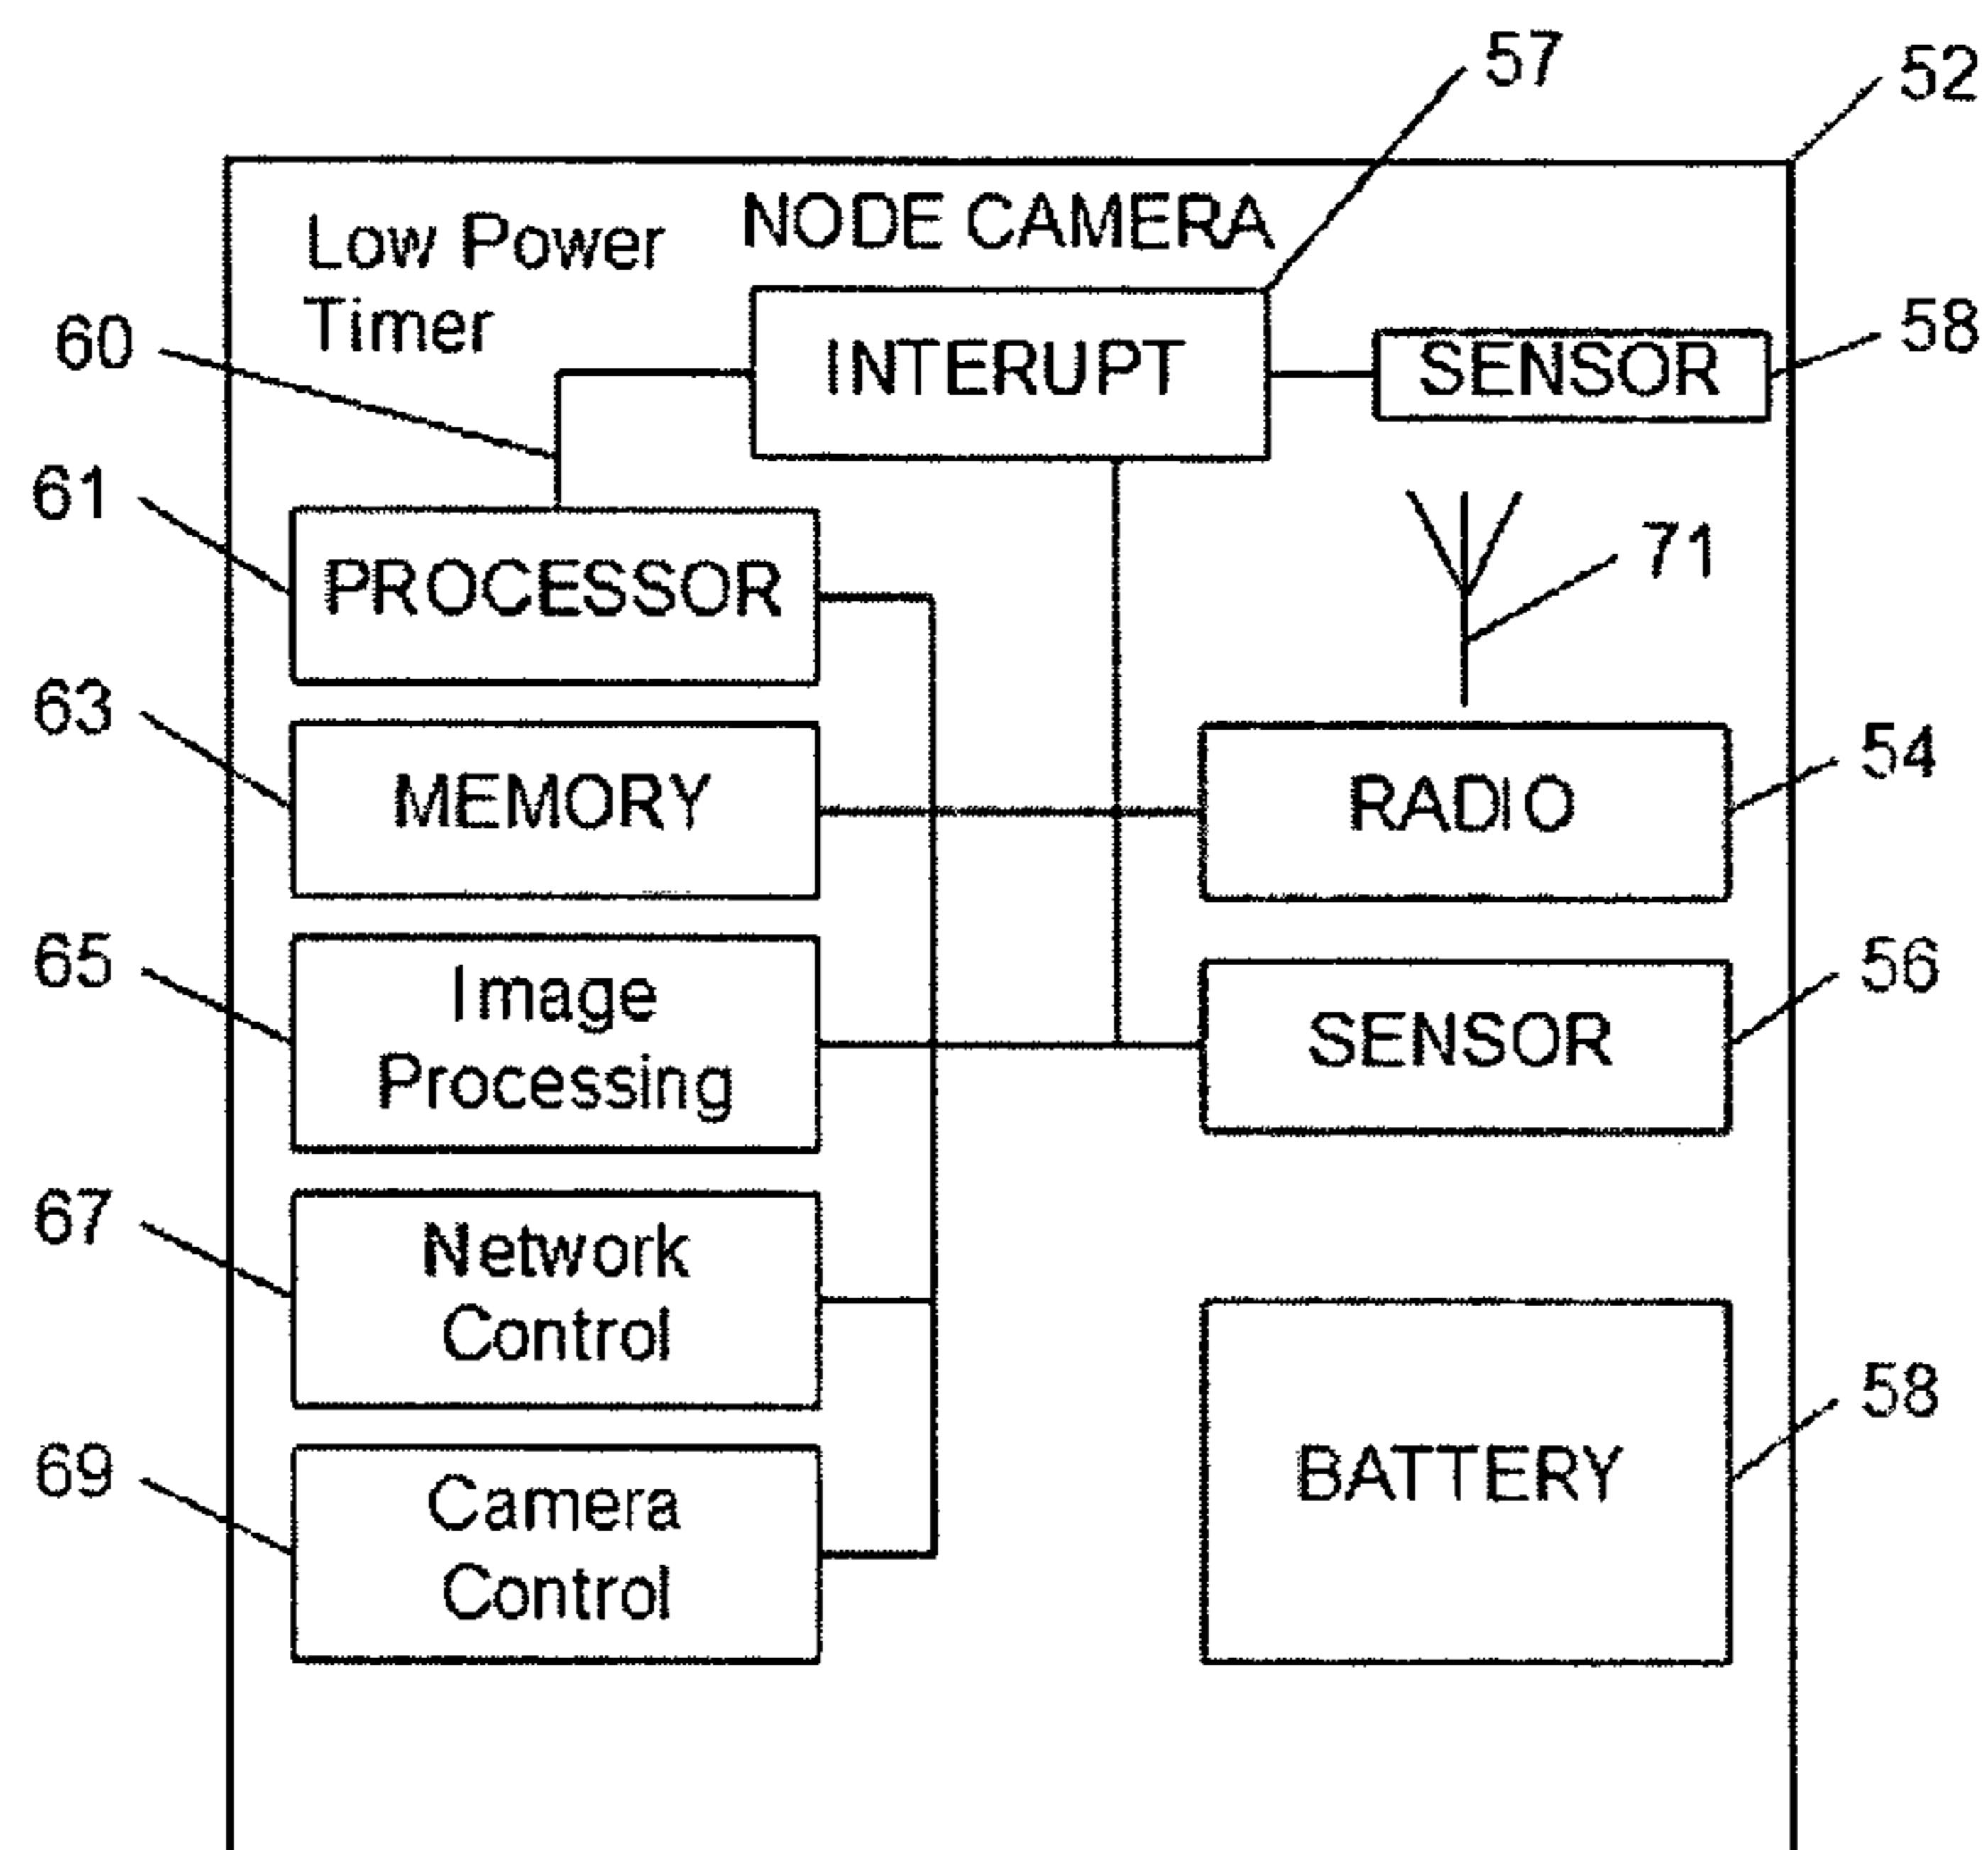 57
52
NODE CAMERA
Low Power
Timer
60
INTERUPT
SENSOR
58
61
PROCESSOR
71
63
MEMORY
RADIO
54
65
Image
Processing
SENSOR
56
67
Network
Control
69
Camera
Control
BATTERY
58